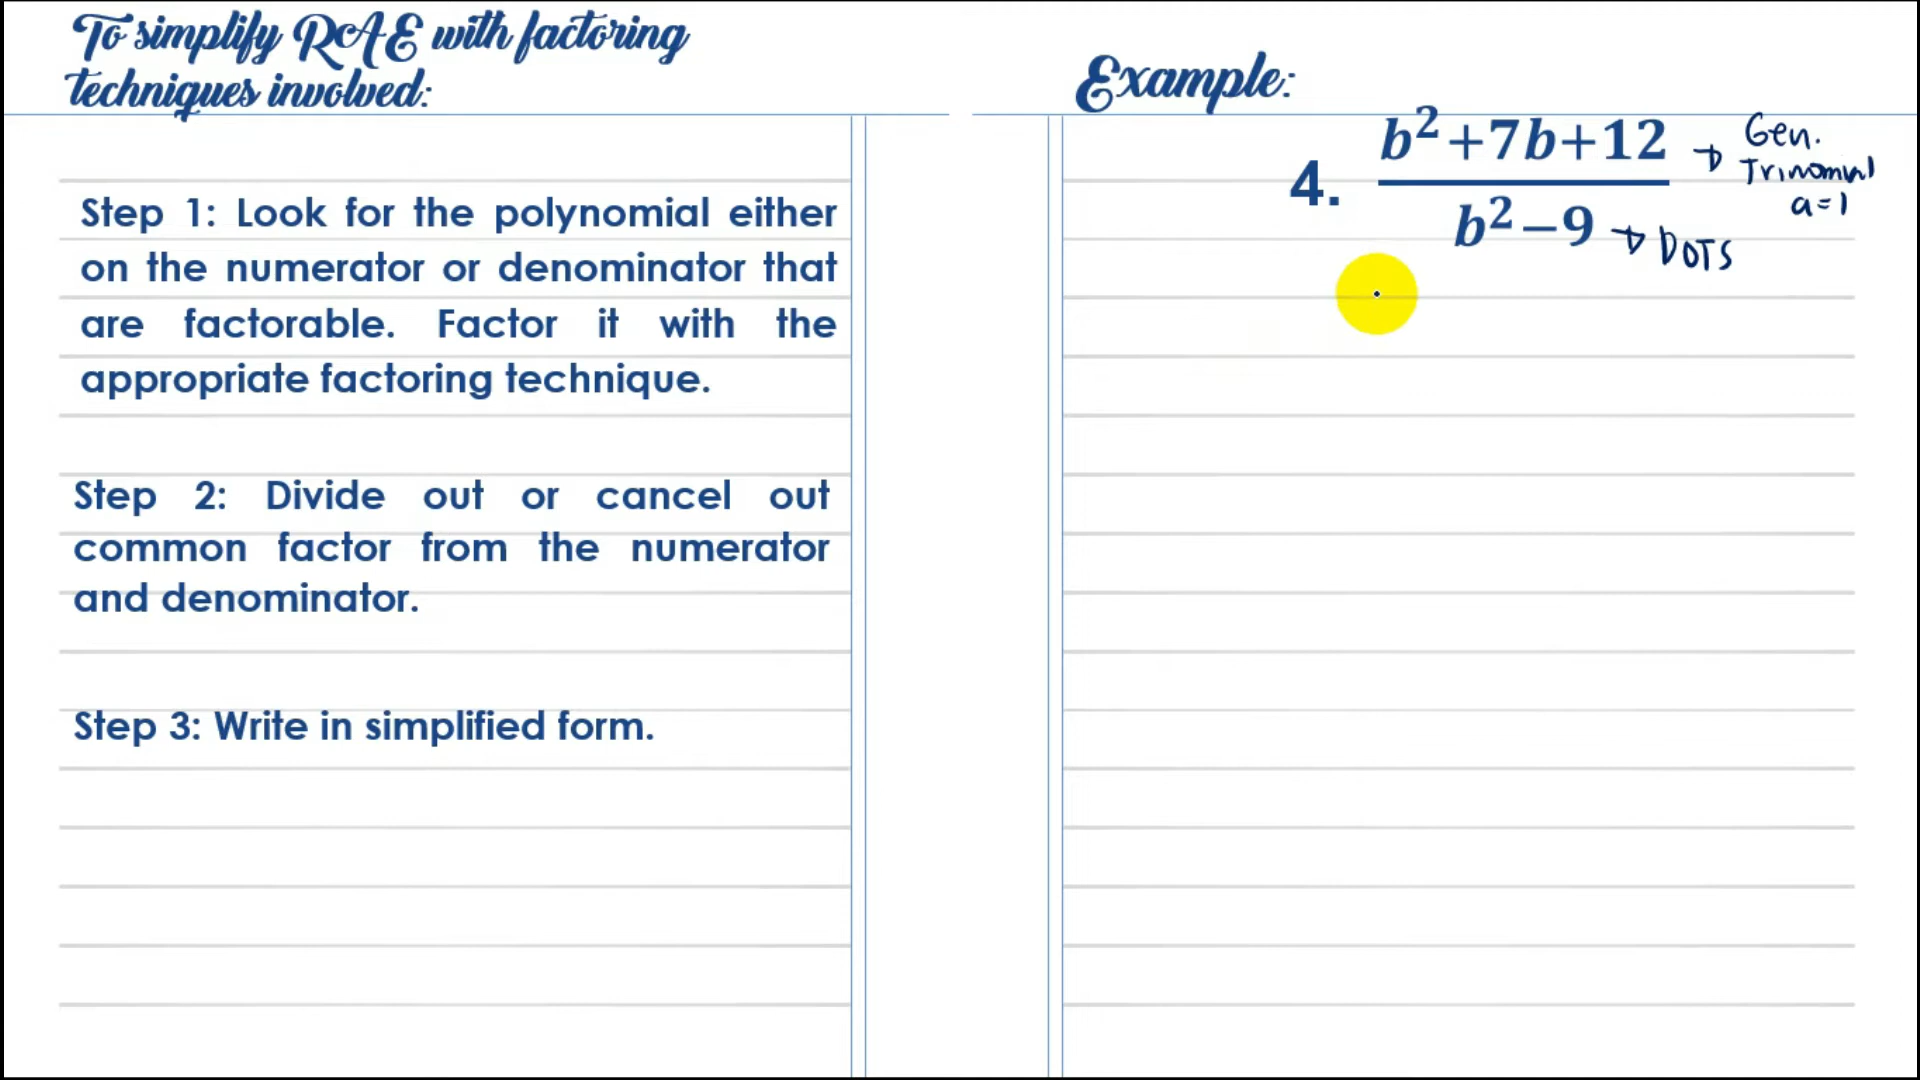 To simplify RAE with factoring
techniques involved:
Step 1: Look for the polynomial either
on the numerator or denominator that
are factorable. Factor it with the
appropriate factoring technique.
Step 2: Divide out or cancel out
common factor from the numerator
and denominator.
Step 3: Write in simplified form.
Example:
4.
b²+7b+12
b²−9
→ Gen.
Trinomial
a=1
→ DOTS